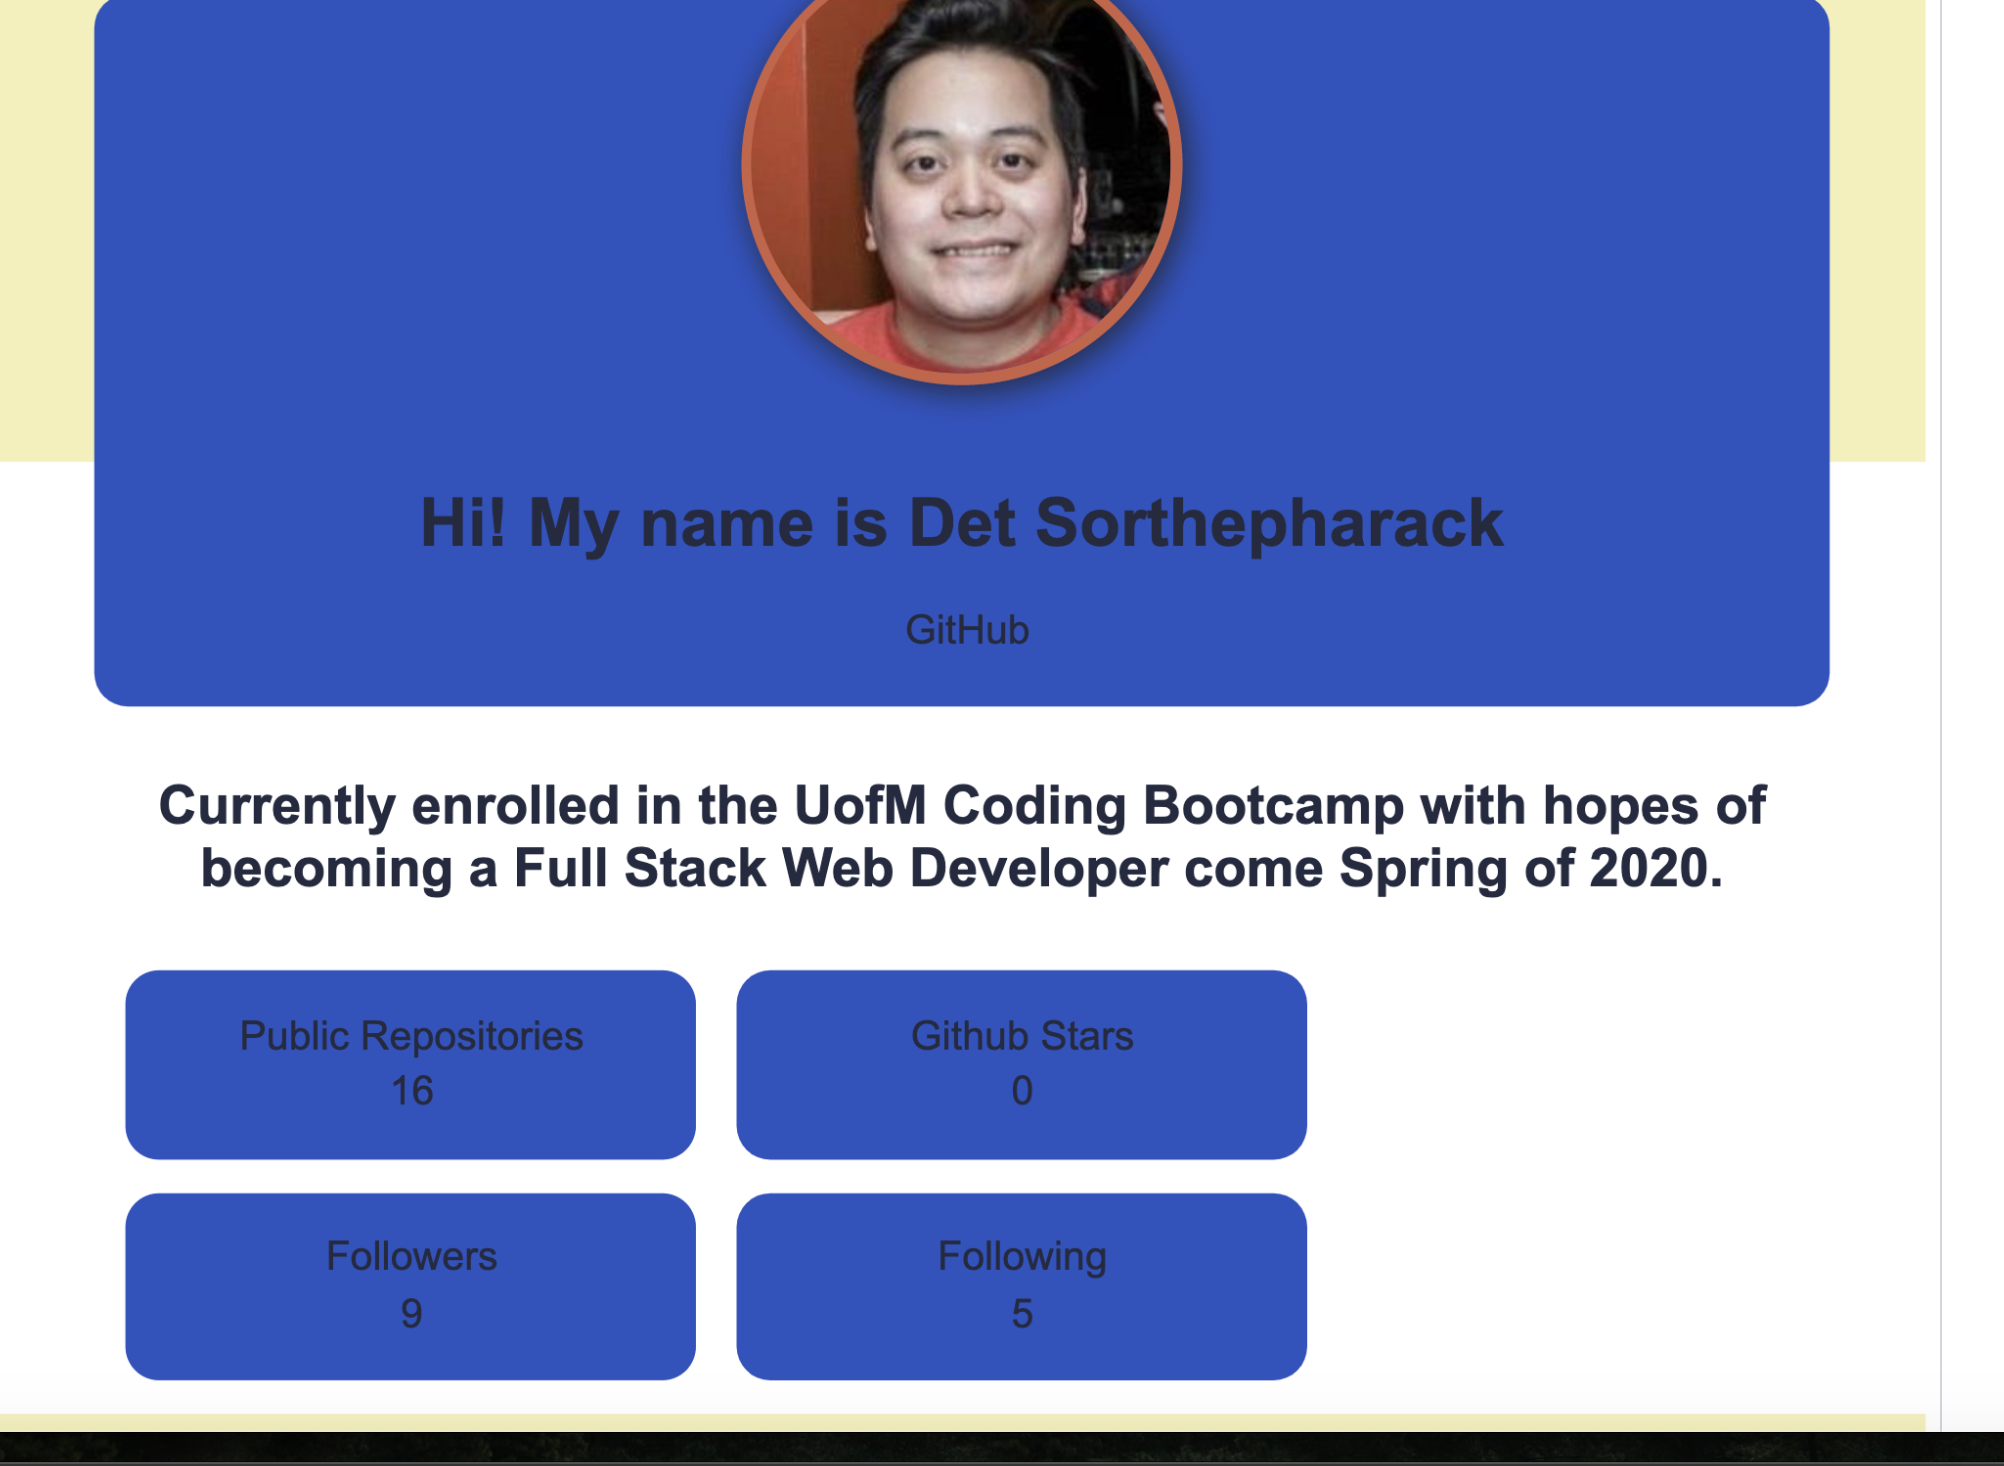 Hi! My name is Det Sorthepharack
GitHub
Currently enrolled in the UofM Coding Bootcamp with hopes of
becoming a Full Stack Web Developer come Spring of 2020.
Public Repositories
16
Github Stars
0
Followers
9
Following
5